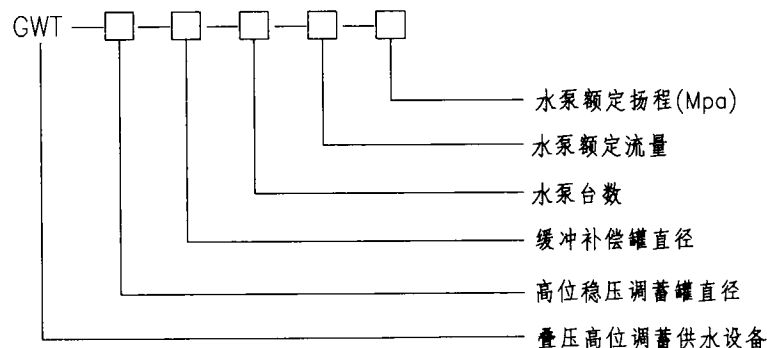 GWT — □ — □ — □ — □ — □
水泵额定扬程(Mpa)
水泵额定流量
水泵台数
缓冲补偿罐直径
高位稳压调蓄罐直径
叠压高位调蓄供水设备